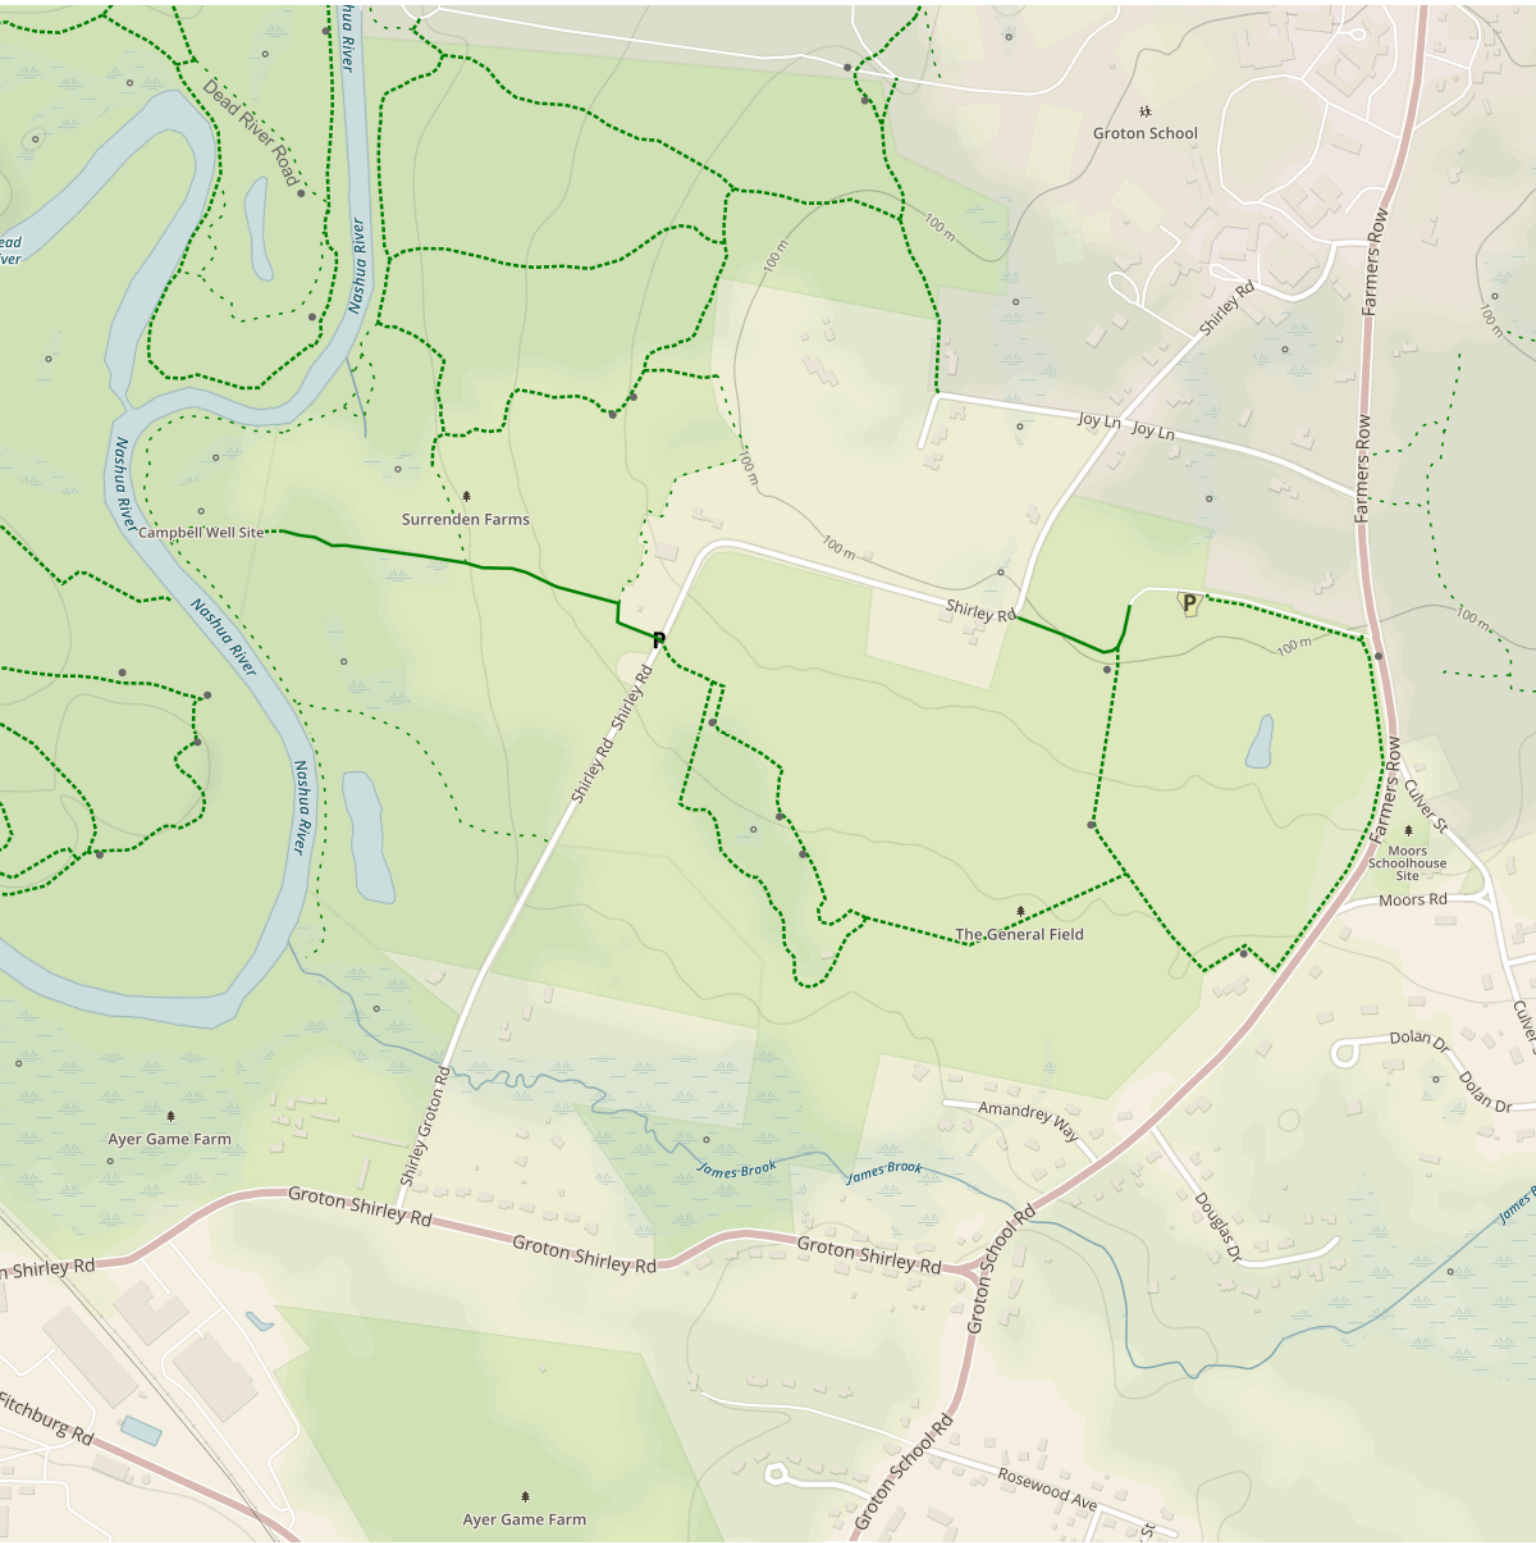 Nashua River
Dead River Road
Groton School
Nashua River
100 m
100 m
Farmers Row
Shirley Rd
100 m
Joy Ln
Joy Ln
Farmers Row
Nashua River
100 m
Surrenden Farms
Campbell Well Site
100 m
Shirley Rd
P
100 m
100 m
Nashua River
P
Shirley Rd
Shirley Rd
Farmers Row
Culver St
Nashua River
Moors
Schoolhouse
Site
Moors Rd
The General Field
Dolan Dr
Dolan Dr
Amandrey Way
Ayer Game Farm
Shirley Groton Rd
James Brook
James Brook
Groton Shirley Rd
Groton Shirley Rd
Groton Shirley Rd
Groton School Rd
Douglas Dr
n Shirley Rd
Groton School Rd
Fitchburg Rd
Rosewood Ave
Ayer Game Farm
St